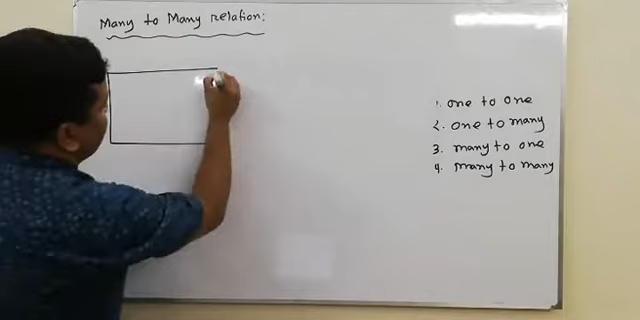 Many to Many relation:
1. one to one
2. one to many
3. many to one
4. many to many